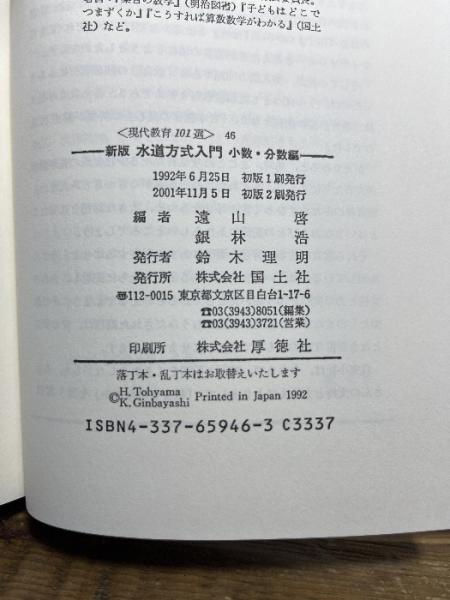 つまずくか』『こうすれば算数数学がわかる』(国土
社)など。
〈現代教育101選〉 46
新版 水道方式入門 小数・分数編
1992年6月25日 初版1刷発行
2001年11月5日 初版2刷発行
編者 遠山 啓
銀林 浩
発行者 鈴木理明
発行所 株式会社 国土社
〠112-0015 東京都文京区目白台1-17-6
☎03(3943)8051(編集)
☎03(3943)3721(営業)
印刷所 株式会社 厚徳社
落丁本・乱丁本はお取替えいたします
©H. Tohyama
K. Ginbayashi Printed in Japan 1992
ISBN4-337-65946-3 C3337